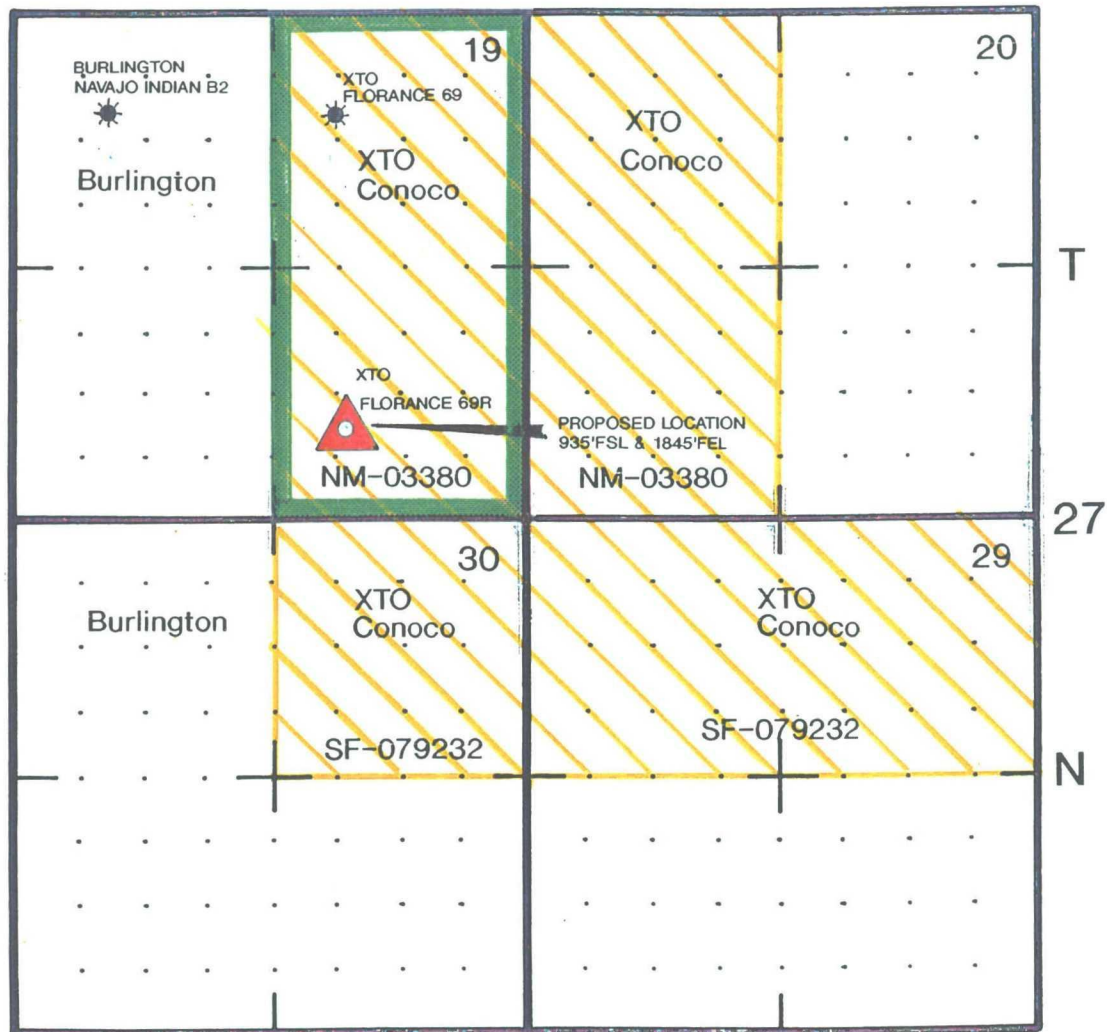 19
20
BURLINGTON
NAVAJO INDIAN B2
XTO
FLORANCE 69
Burlington
XTO
Conoco
XTO
Conoco
T
XTO
FLORANCE 69R
PROPOSED LOCATION
935'FSL & 1845'FEL
NM-03380
NM-03380
27
30
29
Burlington
XTO
Conoco
XTO
Conoco
SF-079232
SF-079232
N